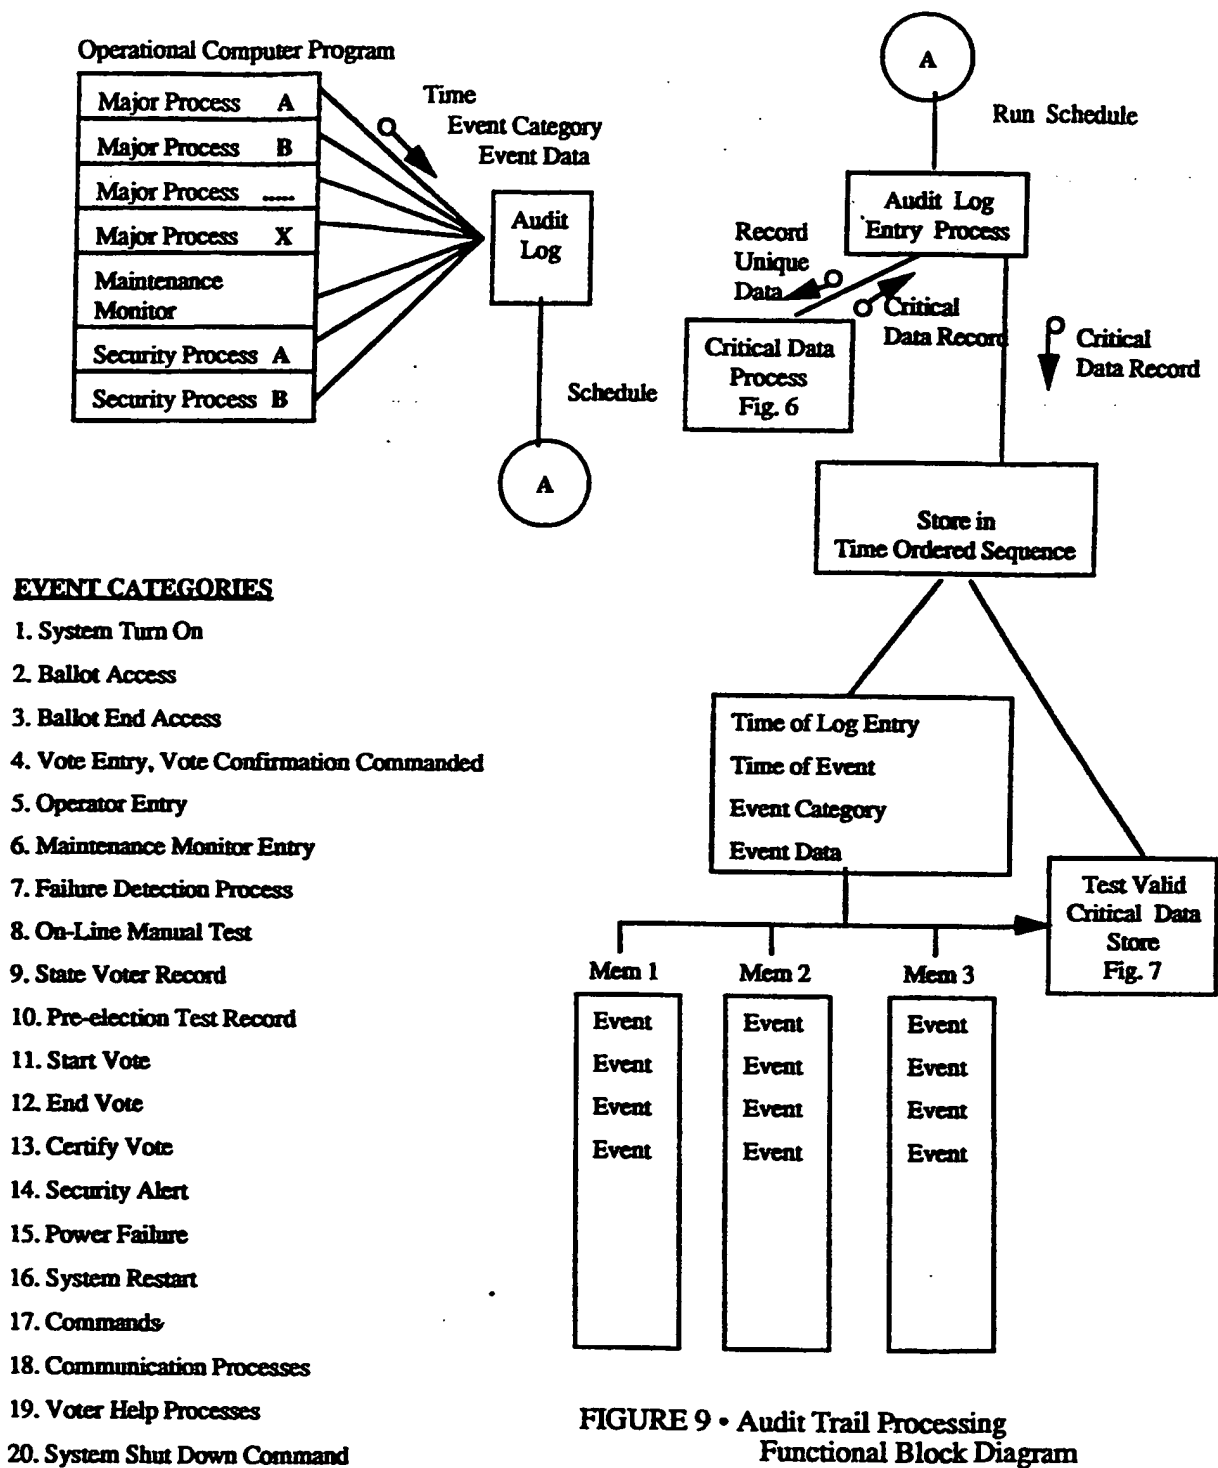 Operational Computer Program
Major Process A
Major Process B
Major Process .....
Major Process X
Maintenance
Monitor
Security Process A
Security Process B
Time
Event Category
Event Data
Audit
Log
Schedule
A
A
Run Schedule
Audit Log
Entry Process
Record
Unique
Data
Critical
Data Record
Critical Data
Process
Fig. 6
Critical
Data Record
Store in
Time Ordered Sequence
Time of Log Entry
Time of Event
Event Category
Event Data
Test Valid
Critical Data
Store
Fig. 7
Mem 1
Mem 2
Mem 3
Event
Event
Event
Event
Event
Event
Event
Event
Event
Event
Event
Event
EVENT CATEGORIES
1. System Turn On
2. Ballot Access
3. Ballot End Access
4. Vote Entry, Vote Confirmation Commanded
5. Operator Entry
6. Maintenance Monitor Entry
7. Failure Detection Process
8. On-Line Manual Test
9. State Voter Record
10. Pre-election Test Record
11. Start Vote
12. End Vote
13. Certify Vote
14. Security Alert
15. Power Failure
16. System Restart
17. Commands
18. Communication Processes
19. Voter Help Processes
20. System Shut Down Command
FIGURE 9 • Audit Trail Processing
Functional Block Diagram